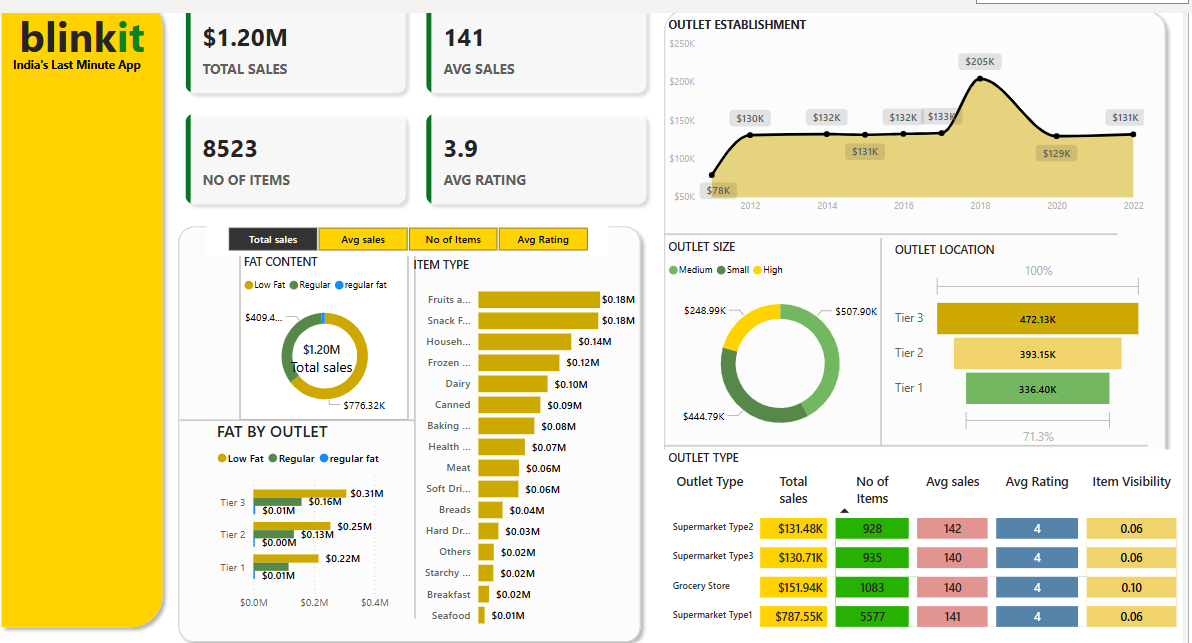 blinkit
India's Last Minute App
$1.20M
TOTAL SALES
141
AVG SALES
8523
NO OF ITEMS
3.9
AVG RATING
OUTLET ESTABLISHMENT
$250K
$200K
$150K
$100K
$50K
$78K
$130K
$132K
$131K
$132K
$133K
$205K
$129K
$131K
2012
2014
2016
2018
2020
2022
Total sales
Avg sales
No of Items
Avg Rating
FAT CONTENT
Low Fat Regular regular fat
$409.4...
$1.20M
Total sales
$776.32K
ITEM TYPE
Fruits a... $0.18M
Snack F... $0.18M
Househ... $0.14M
Frozen ... $0.12M
Dairy $0.10M
Canned $0.09M
Baking ... $0.08M
Health ... $0.07M
Meat $0.06M
Soft Dri... $0.06M
Breads $0.04M
Hard Dr... $0.03M
Others $0.02M
Starchy ... $0.02M
Breakfast $0.02M
Seafood $0.01M
FAT BY OUTLET
Low Fat Regular regular fat
Tier 3
$0.31M
$0.16M
$0.01M
Tier 2
$0.25M
$0.13M
$0.00M
Tier 1
$0.22M
$0.01M
$0.0M
$0.2M
$0.4M
OUTLET SIZE
Medium Small High
$248.99K
$507.90K
$444.79K
OUTLET LOCATION
100%
Tier 3 472.13K
Tier 2 393.15K
Tier 1 336.40K
71.3%
OUTLET TYPE
Outlet Type Total sales No of Items Avg sales Avg Rating Item Visibility
Supermarket Type2 $131.48K 928 142 4 0.06
Supermarket Type3 $130.71K 935 140 4 0.06
Grocery Store $151.94K 1083 140 4 0.10
Supermarket Type1 $787.55K 5577 141 4 0.06